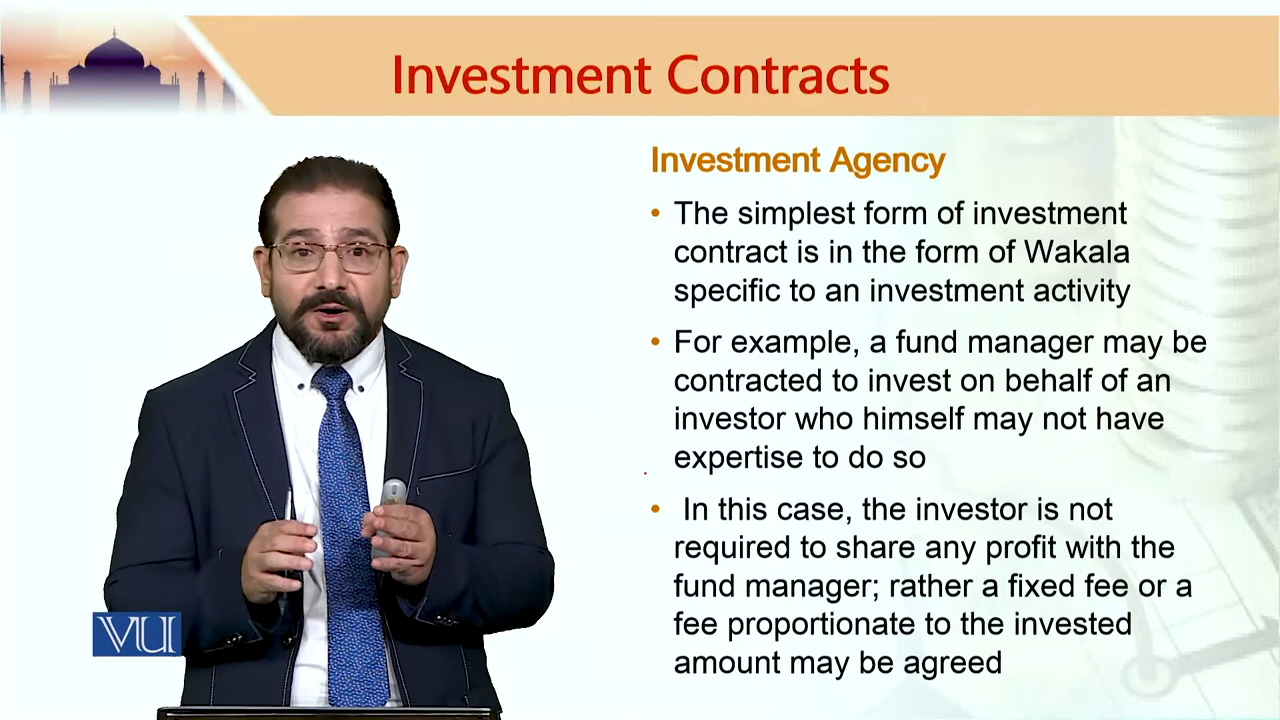 Investment Contracts
Investment Agency
• The simplest form of investment
contract is in the form of Wakala
specific to an investment activity
• For example, a fund manager may be
contracted to invest on behalf of an
investor who himself may not have
expertise to do so
• In this case, the investor is not
required to share any profit with the
fund manager; rather a fixed fee or a
fee proportionate to the invested
amount may be agreed
VU